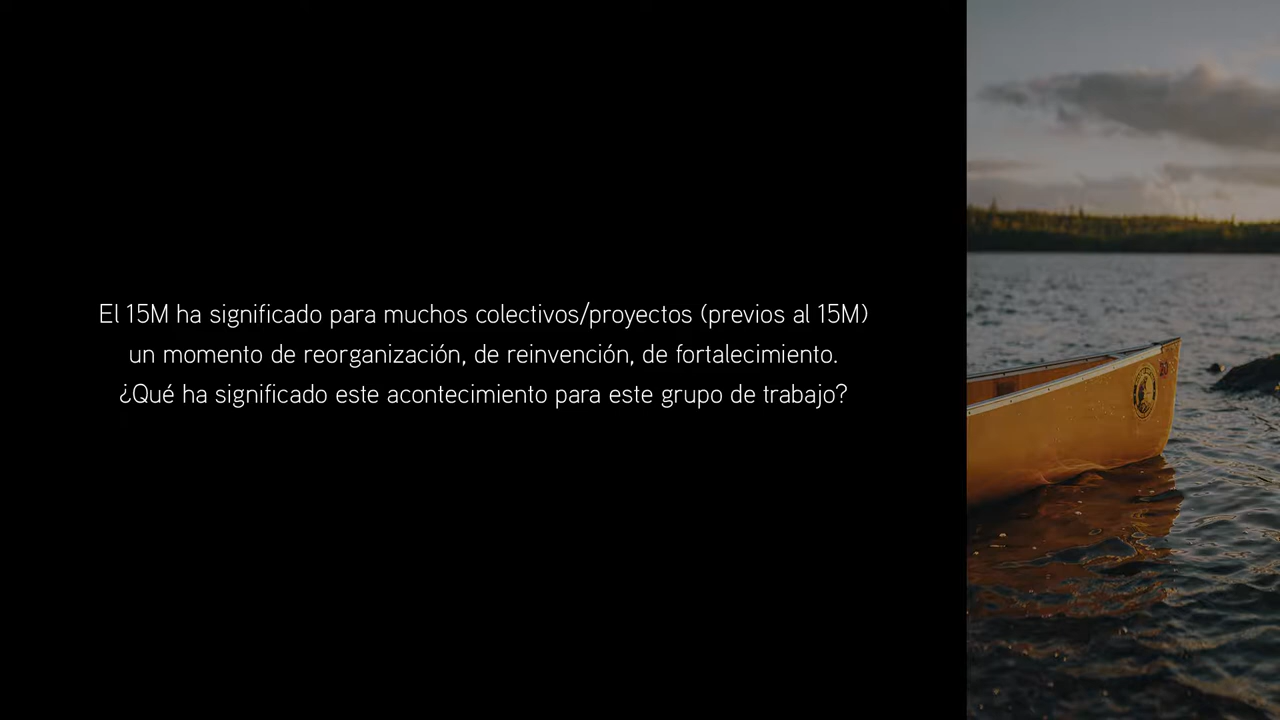 El 15M ha significado para muchos colectivos/proyectos (previos al 15M)
un momento de reorganización, de reinvención, de fortalecimiento.
¿Qué ha significado este acontecimiento para este grupo de trabajo?